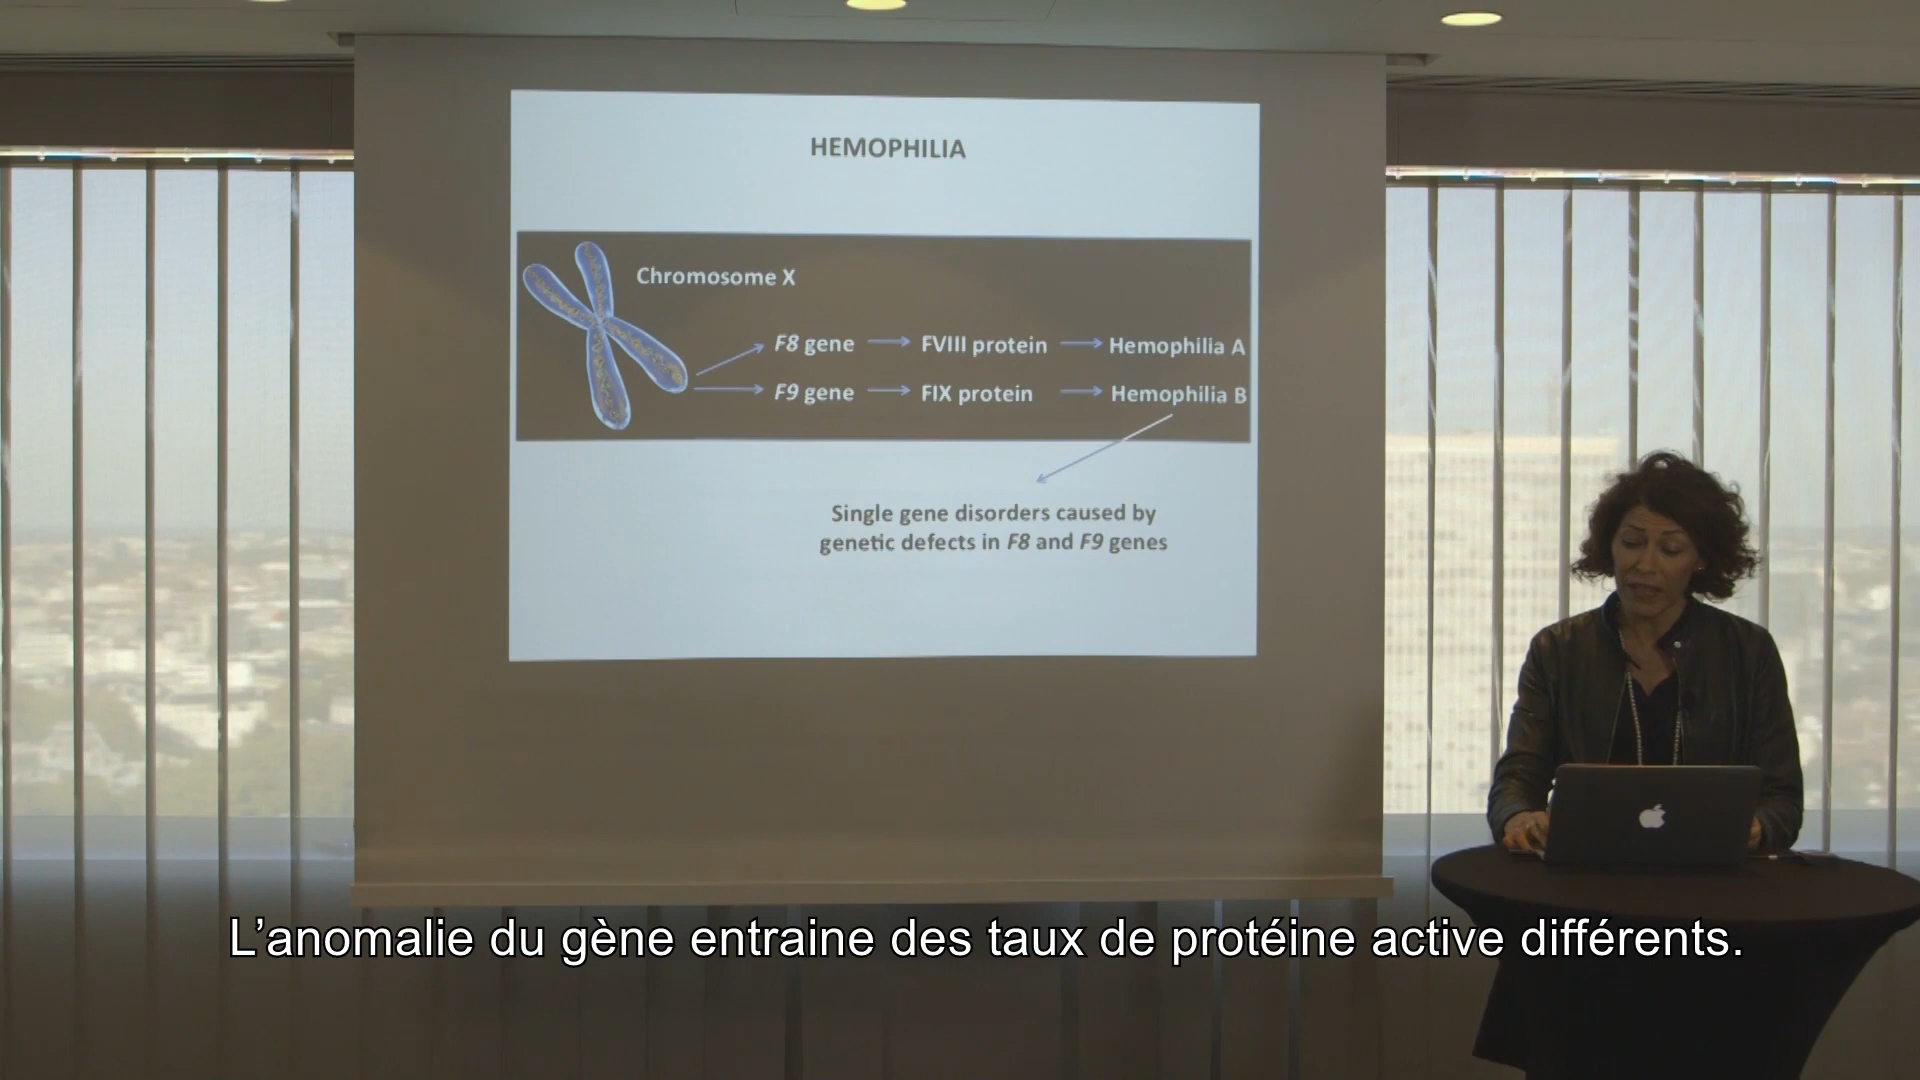 HEMOPHILIA
Chromosome X
F8 gene FVIII protein Hemophilia A
F9 gene FIX protein Hemophilia B
Single gene disorders caused by
genetic defects in F8 and F9 genes
L’anomalie du gène entraine des taux de protéine active différents.